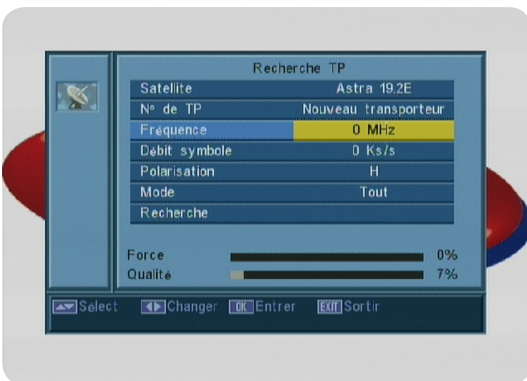 Recherche TP
Satellite Astra 19.2E
N° de TP Nouveau transporteur
Fréquence 0 MHz
Débit symbole 0 Ks/s
Polarisation H
Mode Tout
Recherche
Force 0%
Qualité 7%
Sélect Changer OK Entrer EXIT Sortir